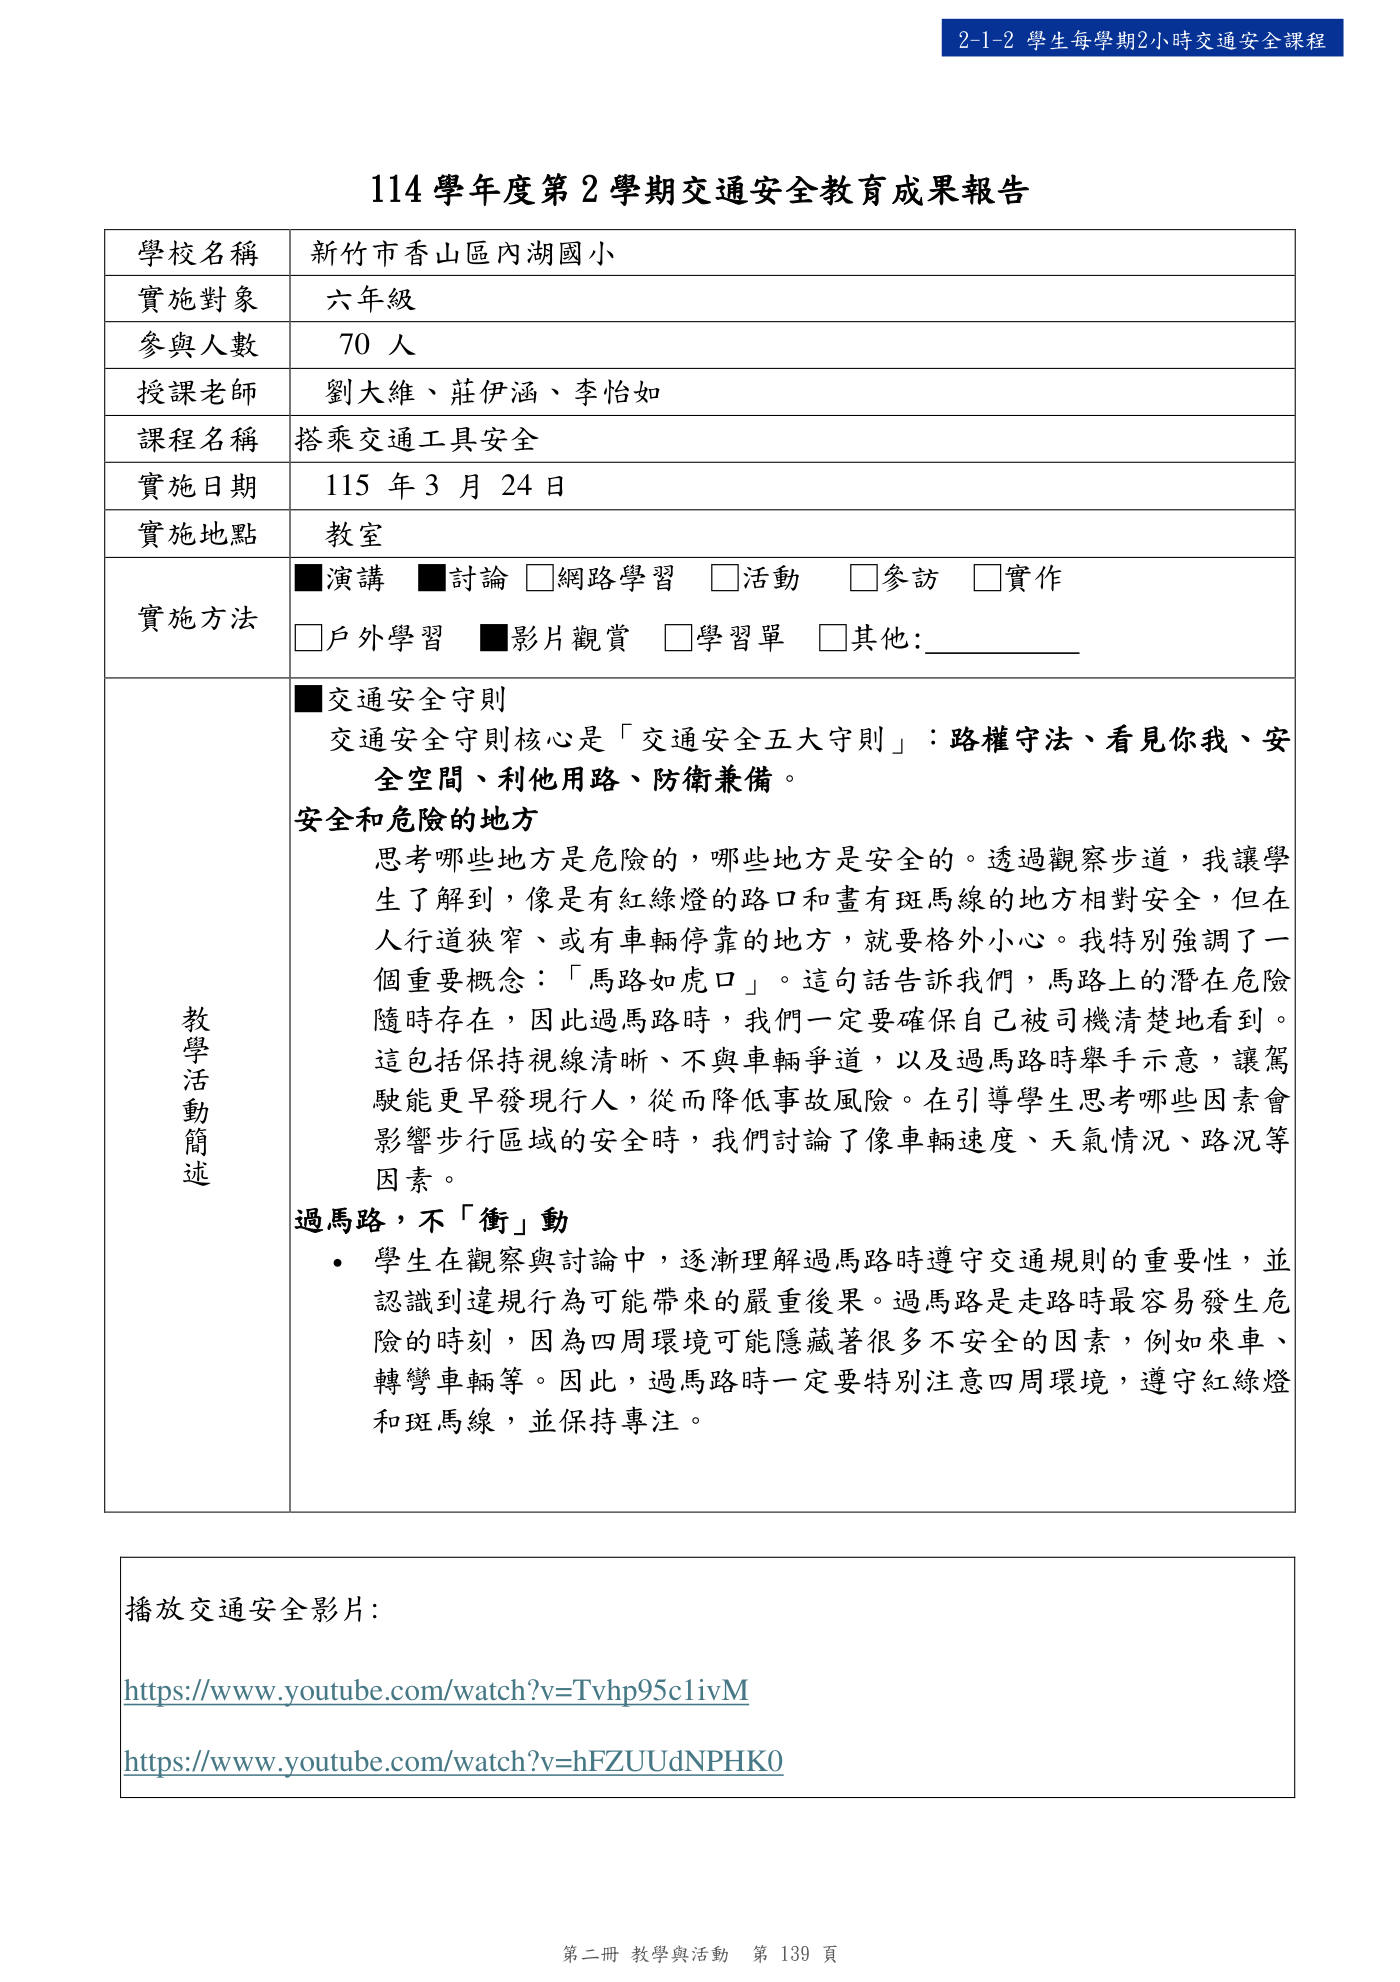 2-1-2 學生每學期2小時交通安全課程
114 學年度第 2 學期交通安全教育成果報告
學校名稱 新竹市香山區內湖國小
實施對象 六年級
參與人數 70 人
授課老師 劉大維、莊伊涵、李怡如
課程名稱 搭乘交通工具安全
實施日期 115 年 3 月 24 日
實施地點 教室
實施方法
■演講 ■討論 □網路學習 □活動 □參訪 □實作
□戶外學習 ■影片觀賞 □學習單 □其他:__________
教學活動簡述
■交通安全守則
交通安全守則核心是「交通安全五大守則」：路權守法、看見你我、安
全空間、利他用路、防衛兼備。
安全和危險的地方
思考哪些地方是危險的，哪些地方是安全的。透過觀察步道，我讓學
生了解到，像是有紅綠燈的路口和畫有斑馬線的地方相對安全，但在
人行道狹窄、或有車輛停靠的地方，就要格外小心。我特別強調了一
個重要概念：「馬路如虎口」。這句話告訴我們，馬路上的潛在危險
隨時存在，因此過馬路時，我們一定要確保自己被司機清楚地看到。
這包括保持視線清晰、不與車輛爭道，以及過馬路時舉手示意，讓駕
駛能更早發現行人，從而降低事故風險。在引導學生思考哪些因素會
影響步行區域的安全時，我們討論了像車輛速度、天氣情況、路況等
因素。
過馬路，不「衝」動
• 學生在觀察與討論中，逐漸理解過馬路時遵守交通規則的重要性，並
認識到違規行為可能帶來的嚴重後果。過馬路是走路時最容易發生危
險的時刻，因為四周環境可能隱藏著很多不安全的因素，例如來車、
轉彎車輛等。因此，過馬路時一定要特別注意四周環境，遵守紅綠燈
和斑馬線，並保持專注。
播放交通安全影片:
https://www.youtube.com/watch?v=Tvhp95c1ivM
https://www.youtube.com/watch?v=hFZUUdNPHK0
第二冊 教學與活動 第 139 頁